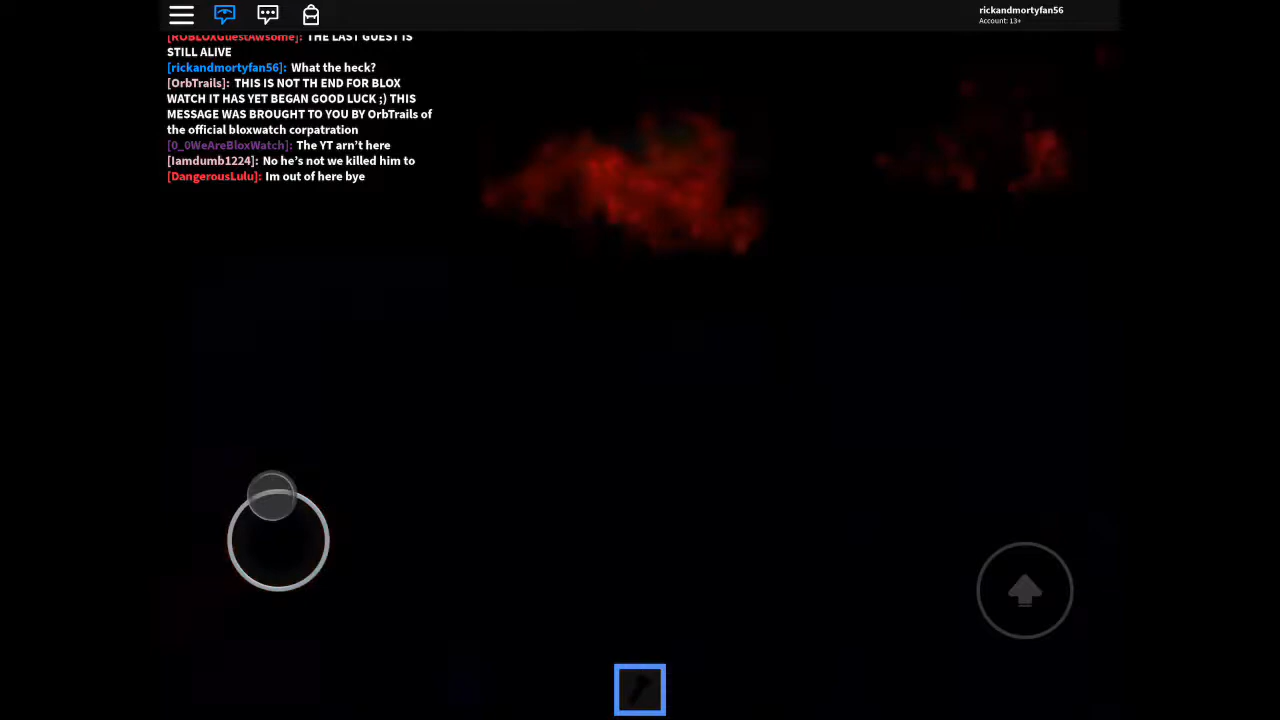 rickandmortyfan56
Account: 13+
[ROBLOXGuestAwsome]: THE LAST GUEST IS
STILL ALIVE
[rickandmortyfan56]: What the heck?
[OrbTrails]: THIS IS NOT TH END FOR BLOX
WATCH IT HAS YET BEGAN GOOD LUCK ;) THIS
MESSAGE WAS BROUGHT TO YOU BY OrbTrails of
the official bloxwatch corpatration
[0_0WeAreBloxWatch]: The YT arn't here
[Iamdumb1224]: No he's not we killed him to
[DangerousLulu]: Im out of here bye